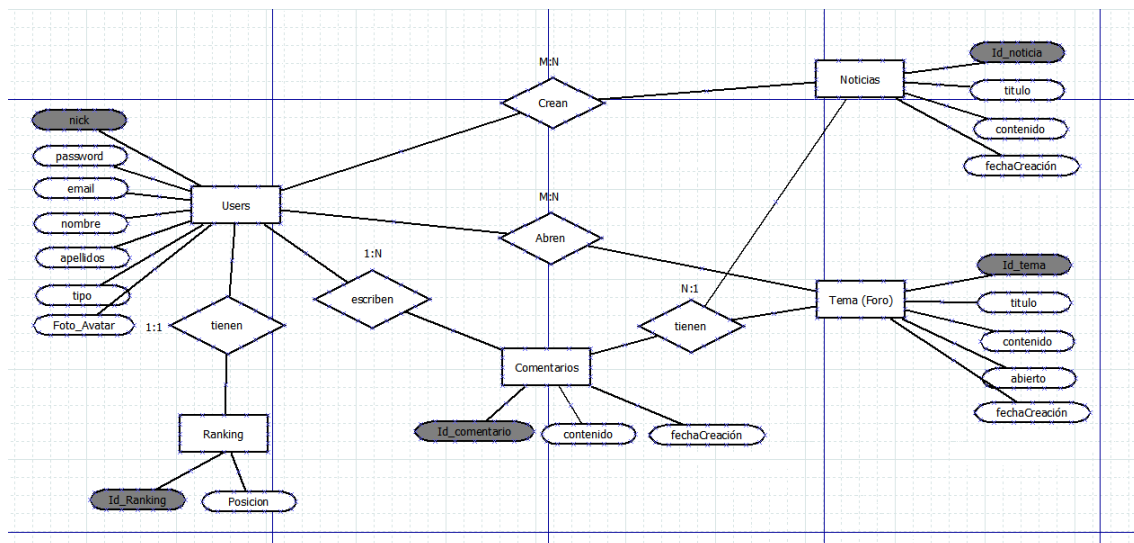 Id_noticia
M:N
Noticias
titulo
Crean
nick
contenido
password
fechaCreación
email
Users
M:N
nombre
Abren
apellidos
1:N
Id_tema
tipo
escriben
N:1
Tema (Foro)
titulo
Foto_Avatar
1:1
tienen
tienen
contenido
Comentarios
abierto
fechaCreación
Ranking
Id_comentario
contenido
fechaCreación
Id_Ranking
Posicion